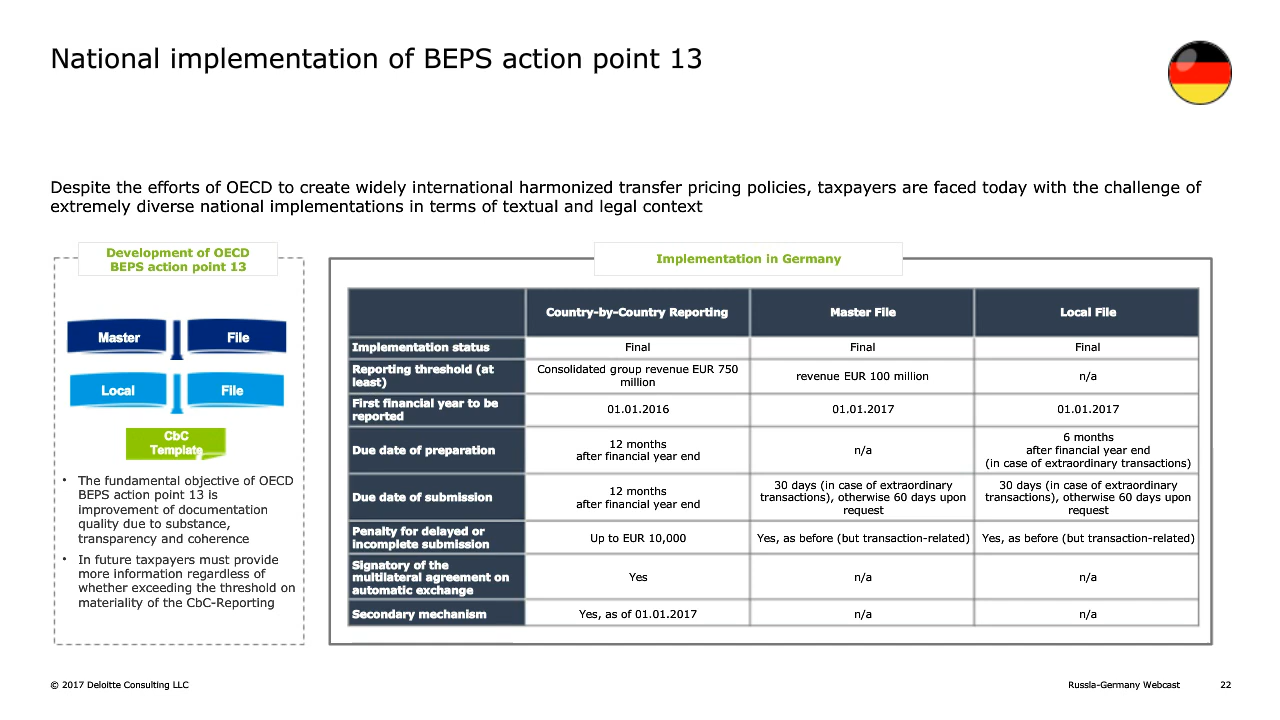 National implementation of BEPS action point 13
Despite the efforts of OECD to create widely international harmonized transfer pricing policies, taxpayers are faced today with the challenge of
extremely diverse national implementations in terms of textual and legal context
Development of OECD
BEPS action point 13
Master File
Local File
CbC
Template
• The fundamental objective of OECD
BEPS action point 13 is
improvement of documentation
quality due to substance,
transparency and coherence
• In future taxpayers must provide
more information regardless of
whether exceeding the threshold on
materiality of the CbC-Reporting
Implementation in Germany
Country-by-Country Reporting Master File Local File
Implementation status Final Final Final
Reporting threshold (at
least)
Consolidated group revenue EUR 750
million
revenue EUR 100 million
n/a
First financial year to be
reported
01.01.2016 01.01.2017 01.01.2017
Due date of preparation
12 months
after financial year end
n/a
6 months
after financial year end
(in case of extraordinary transactions)
Due date of submission
12 months
after financial year end
30 days (in case of extraordinary
transactions), otherwise 60 days upon
request
30 days (in case of extraordinary
transactions), otherwise 60 days upon
request
Penalty for delayed or
incomplete submission
Up to EUR 10,000
Yes, as before (but transaction-related)
Yes, as before (but transaction-related)
Signatory of the
multilateral agreement on
automatic exchange
Yes n/a n/a
Secondary mechanism Yes, as of 01.01.2017 n/a n/a
© 2017 Deloitte Consulting LLC
Russla-Germany Webcast 22